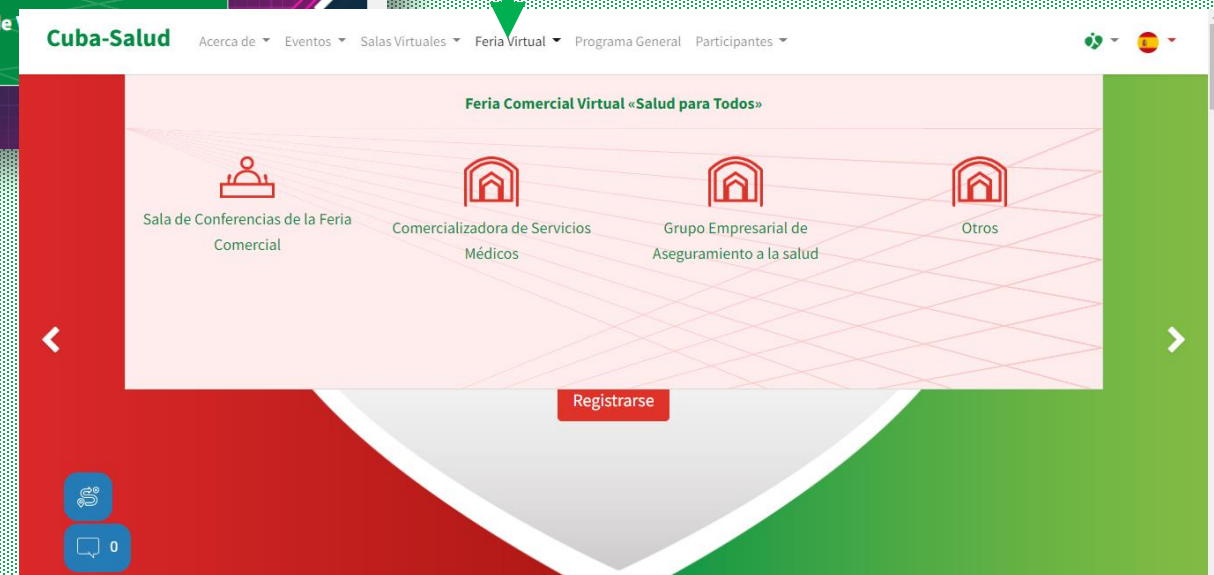 Cuba-Salud
Acerca de Eventos Salas Virtuales Feria Virtual Programa General Participantes
Feria Comercial Virtual «Salud para Todos»
Sala de Conferencias de la Feria
Comercial
Comercializadora de Servicios
Médicos
Grupo Empresarial de
Aseguramiento a la salud
Otros
Registrarse
0